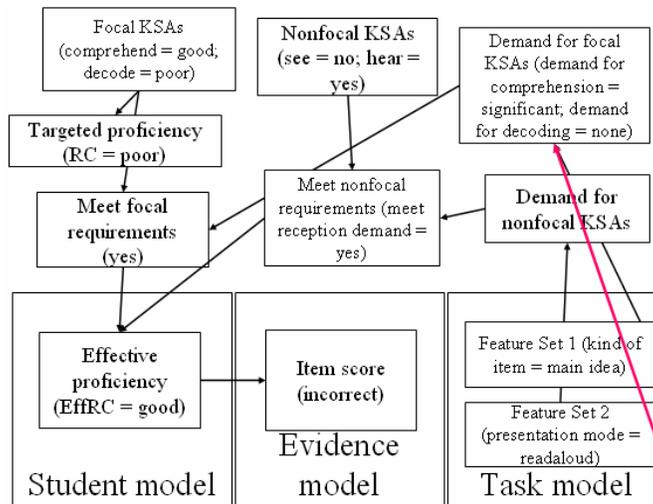 Focal KSAs
(comprehend = good;
decode = poor)
Nonfocal KSAs
(see = no; hear =
yes)
Demand for focal
KSAs (demand for
comprehension =
significant; demand
for decoding = none)
Targeted proficiency
(RC = poor)
Meet focal
requirements
(yes)
Meet nonfocal
requirements (meet
reception demand =
yes)
Demand for
nonfocal KSAs
Effective
proficiency
(EffRC = good)
Item score
(incorrect)
Feature Set 1 (kind of
item = main idea)
Feature Set 2
(presentation mode =
readaloud)
Student model
Evidence
model
Task model